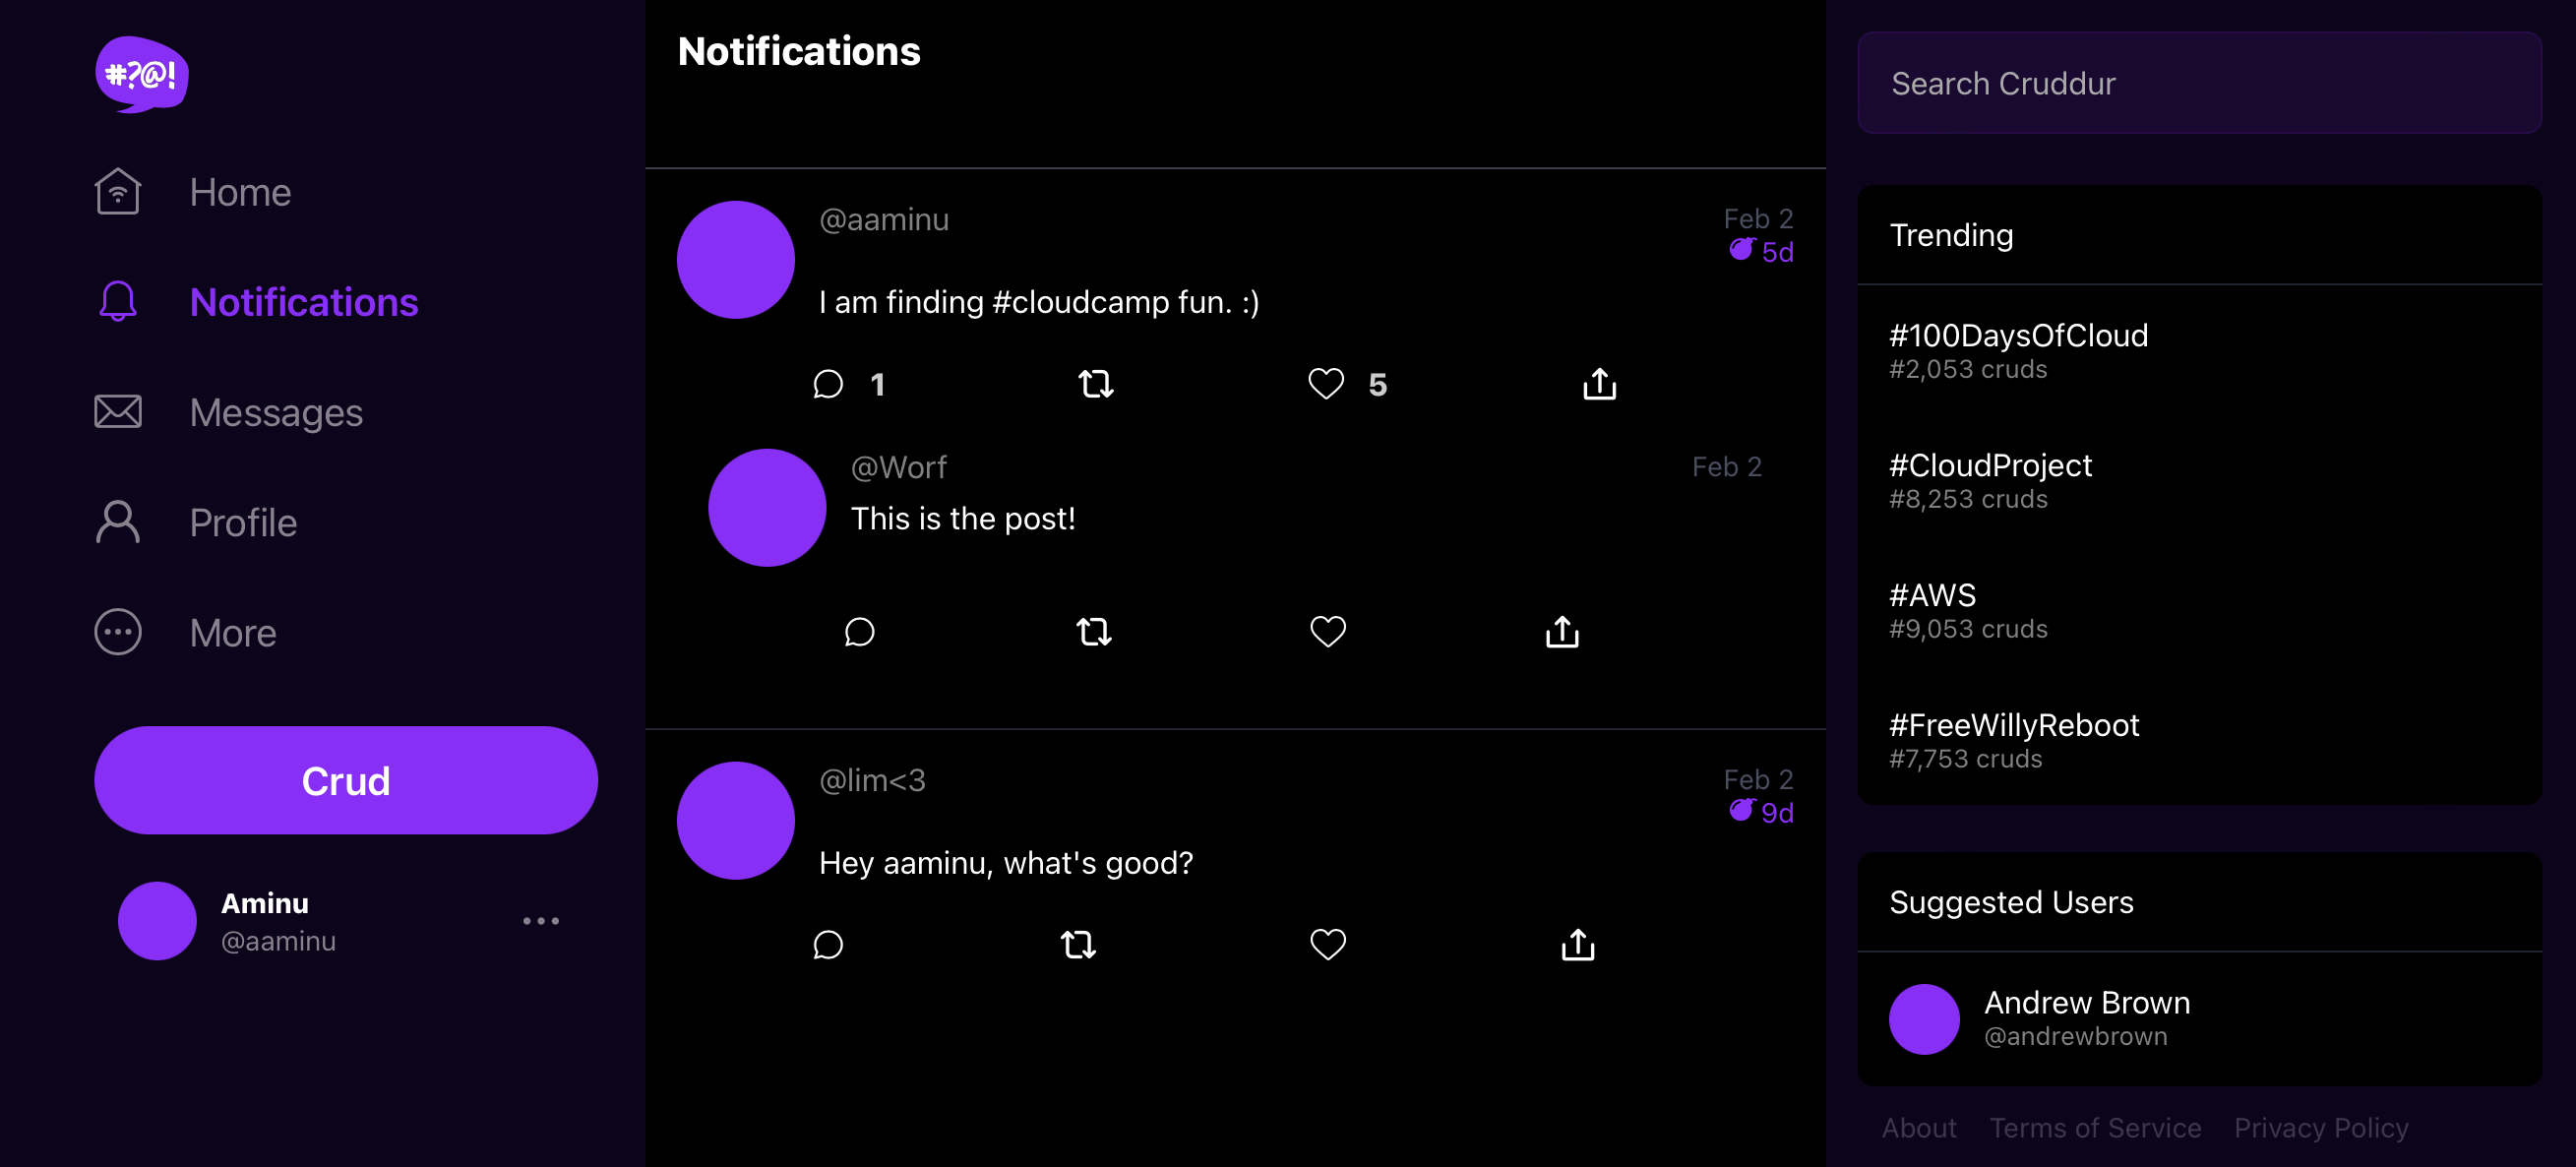 #?@!
Home
Notifications
Messages
Profile
More
Crud
Aminu
@aaminu
Notifications
@aaminu
Feb 2
5d
I am finding #cloudcamp fun. :)
1
5
@Worf
Feb 2
This is the post!
@lim<3
Feb 2
9d
Hey aaminu, what's good?
Search Cruddur
Trending
#100DaysOfCloud
#2,053 cruds
#CloudProject
#8,253 cruds
#AWS
#9,053 cruds
#FreeWillyReboot
#7,753 cruds
Suggested Users
Andrew Brown
@andrewbrown
About Terms of Service Privacy Policy